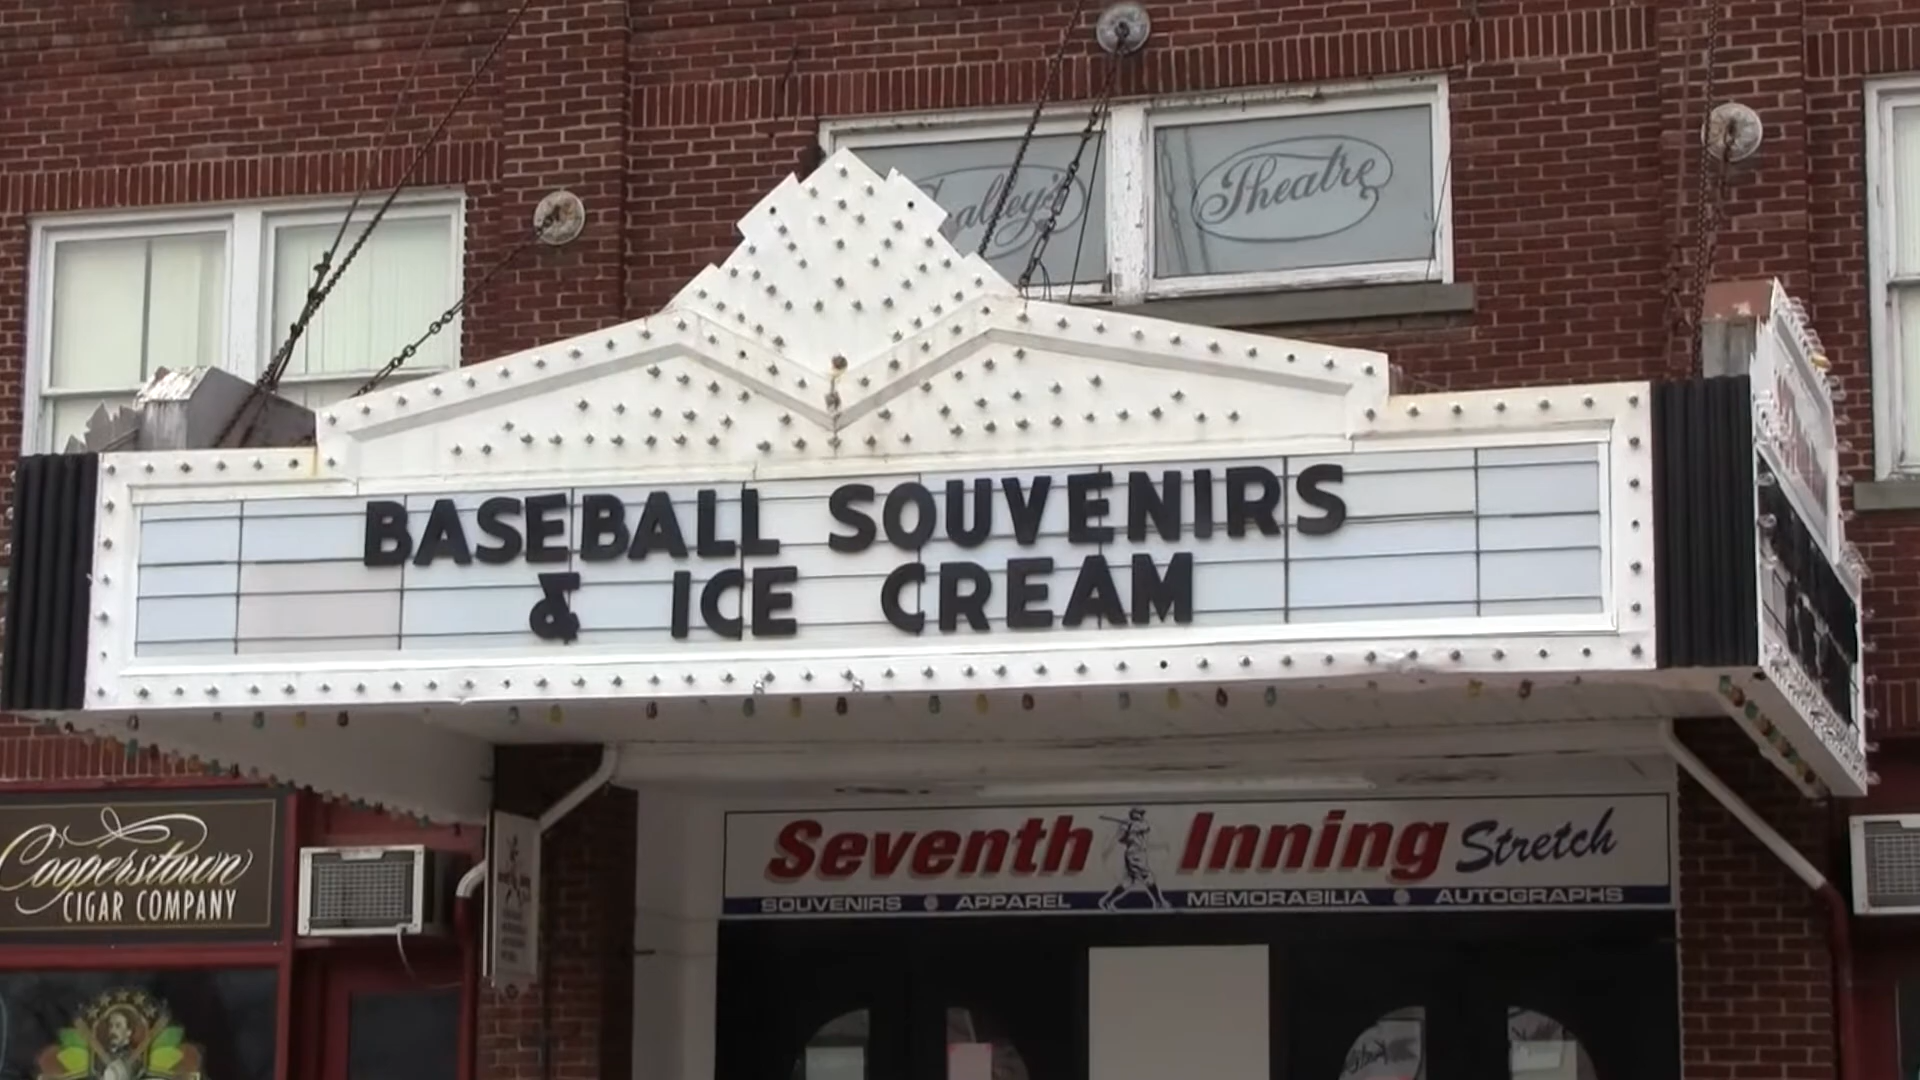 Theatre
BASEBALL SOUVENIRS
& ICE CREAM
Seventh Inning Stretch
SOUVENIRS APPAREL MEMORABILIA AUTOGRAPHS
Cooperstown
CIGAR COMPANY